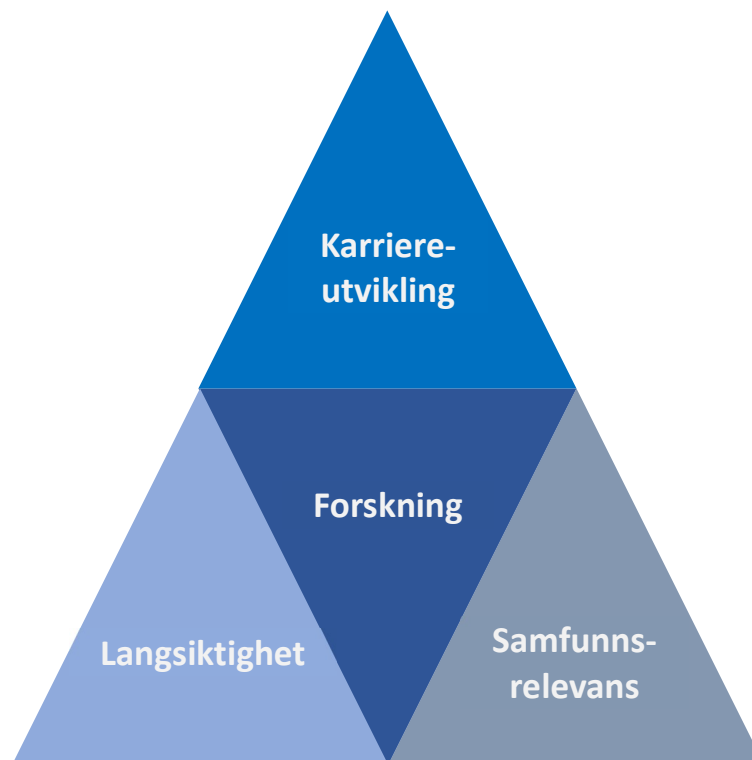 Karriere-
utvikling
Forskning
Langsiktighet
Samfunns-
relevans